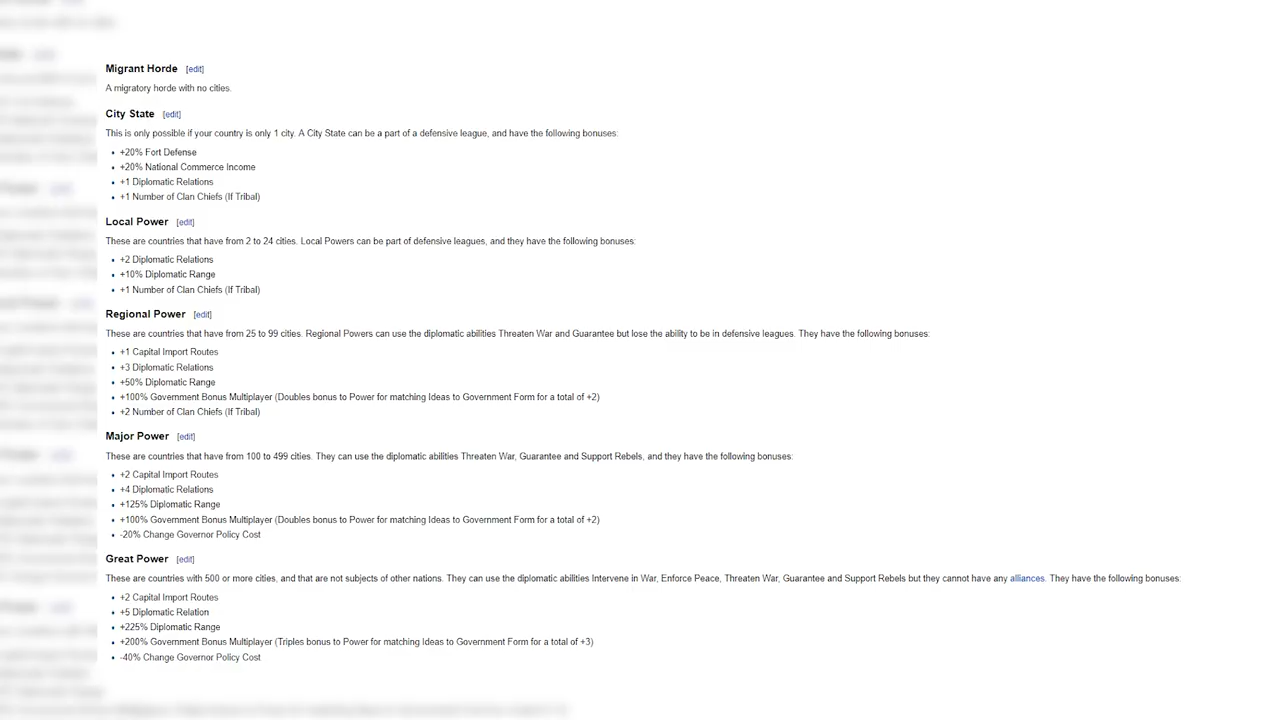 Migrant Horde [edit]
A migratory horde with no cities.
City State [edit]
This is only possible if your country is only 1 city. A City State can be a part of a defensive league, and have the following bonuses:
+20% Fort Defense
+20% National Commerce Income
+1 Diplomatic Relations
+1 Number of Clan Chiefs (If Tribal)
Local Power [edit]
These are countries that have from 2 to 24 cities. Local Powers can be part of defensive leagues, and they have the following bonuses:
+2 Diplomatic Relations
+10% Diplomatic Range
+1 Number of Clan Chiefs (If Tribal)
Regional Power [edit]
These are countries that have from 25 to 99 cities. Regional Powers can use the diplomatic abilities Threaten War and Guarantee but lose the ability to be in defensive leagues. They have the following bonuses:
+1 Capital Import Routes
+3 Diplomatic Relations
+50% Diplomatic Range
+100% Government Bonus Multiplayer (Doubles bonus to Power for matching Ideas to Government Form for a total of +2)
+2 Number of Clan Chiefs (If Tribal)
Major Power [edit]
These are countries that have from 100 to 499 cities. They can use the diplomatic abilities Threaten War, Guarantee and Support Rebels, and they have the following bonuses:
+2 Capital Import Routes
+4 Diplomatic Relations
+125% Diplomatic Range
+100% Government Bonus Multiplayer (Doubles bonus to Power for matching Ideas to Government Form for a total of +2)
-20% Change Governor Policy Cost
Great Power [edit]
These are countries with 500 or more cities, and that are not subjects of other nations. They can use the diplomatic abilities Intervene in War, Enforce Peace, Threaten War, Guarantee and Support Rebels but they cannot have any alliances. They have the following bonuses:
+2 Capital Import Routes
+5 Diplomatic Relation
+225% Diplomatic Range
+200% Government Bonus Multiplayer (Triples bonus to Power for matching Ideas to Government Form for a total of +3)
-40% Change Governor Policy Cost